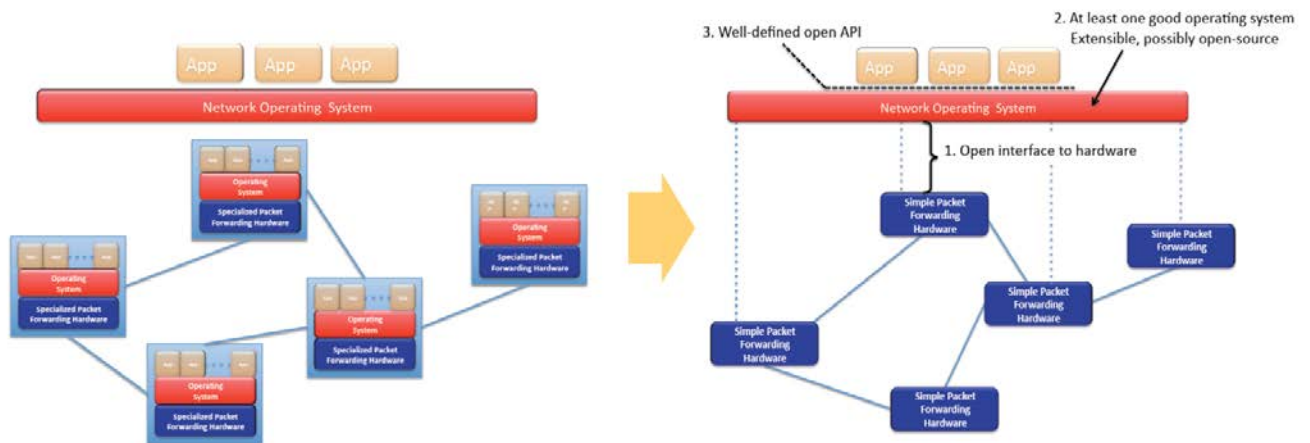 App App App
Network Operating System
Operating
System
Specialized Packet
Forwarding Hardware
Operating
System
Specialized Packet
Forwarding Hardware
Operating
System
Specialized Packet
Forwarding Hardware
Operating
System
Specialized Packet
Forwarding Hardware
Operating
System
Specialized Packet
Forwarding Hardware
2. At least one good operating system
Extensible, possibly open-source
3. Well-defined open API
App App App
Network Operating System
1. Open interface to hardware
Simple Packet
Forwarding
Hardware
Simple Packet
Forwarding
Hardware
Simple Packet
Forwarding
Hardware
Simple Packet
Forwarding
Hardware
Simple Packet
Forwarding
Hardware